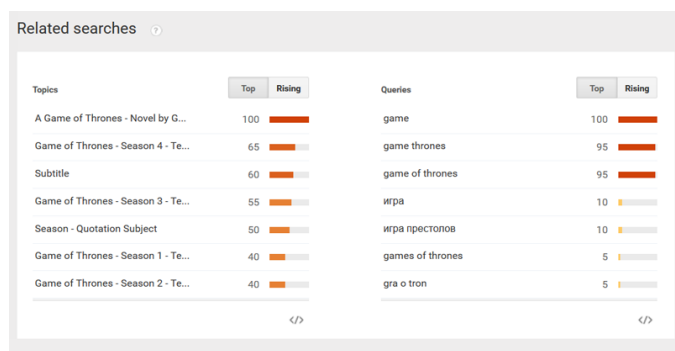 Related searches ?
Topics Top Rising
A Game of Thrones - Novel by G... 100
Game of Thrones - Season 4 - Te... 65
Subtitle 60
Game of Thrones - Season 3 - Te... 55
Season - Quotation Subject 50
Game of Thrones - Season 1 - Te... 40
Game of Thrones - Season 2 - Te... 40
</>
Queries Top Rising
game 100
game thrones 95
game of thrones 95
игра 10
игра престолов 10
games of thrones 5
gra o tron 5
</>